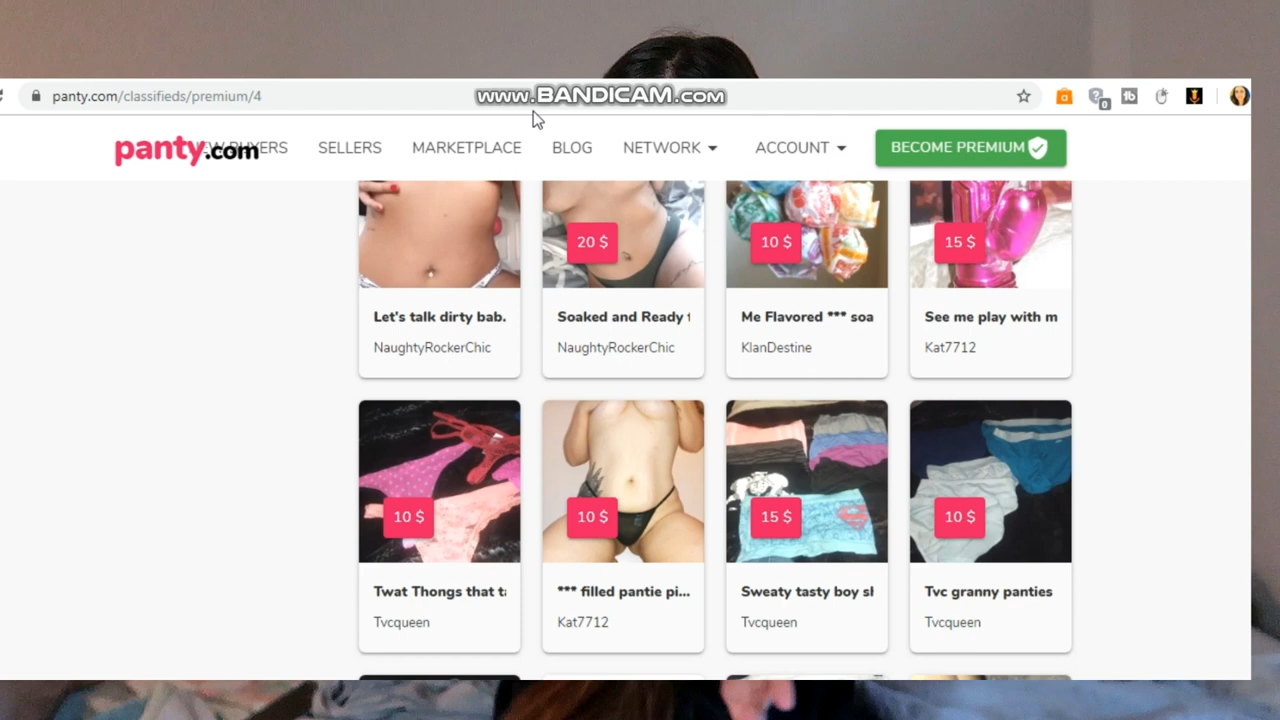 panty.com/classifieds/premium/4
www.BANDICAM.com
0
panty.com
BUYERS
SELLERS
MARKETPLACE
BLOG
NETWORK
ACCOUNT
BECOME PREMIUM
20 $
10 $
15 $
Let's talk dirty bab.
Soaked and Ready
Me Flavored *** soa
See me play with m
NaughtyRockerChic
NaughtyRockerChic
KlanDestine
Kat7712
10 $
10 $
15 $
10 $
Twat Thongs that
*** filled pantie pi...
Sweaty tasty boy
Tvc granny panties
Tvcqueen
Kat7712
Tvcqueen
Tvcqueen